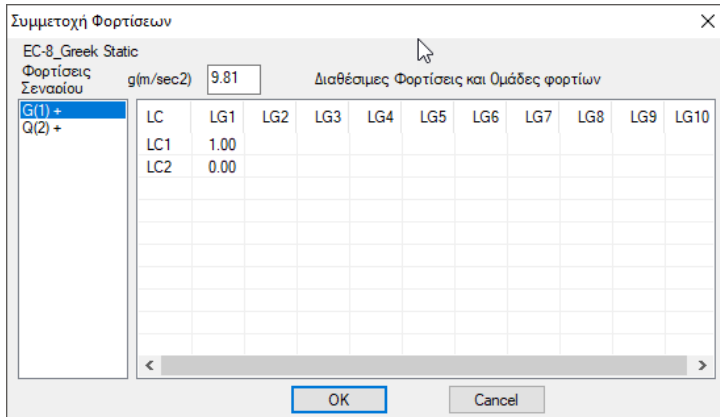 Συμμετοχή Φορτίσεων
EC-8_Greek Static
Φορτίσεις Σεναρίου
g(m/sec2) 9.81 Διαθέσιμες Φορτίσεις και Ομάδες φορτίων
G(1) +
Q(2) +
LC LG1 LG2 LG3 LG4 LG5 LG6 LG7 LG8 LG9 LG10
LC1 1.00
LC2 0.00
OK Cancel